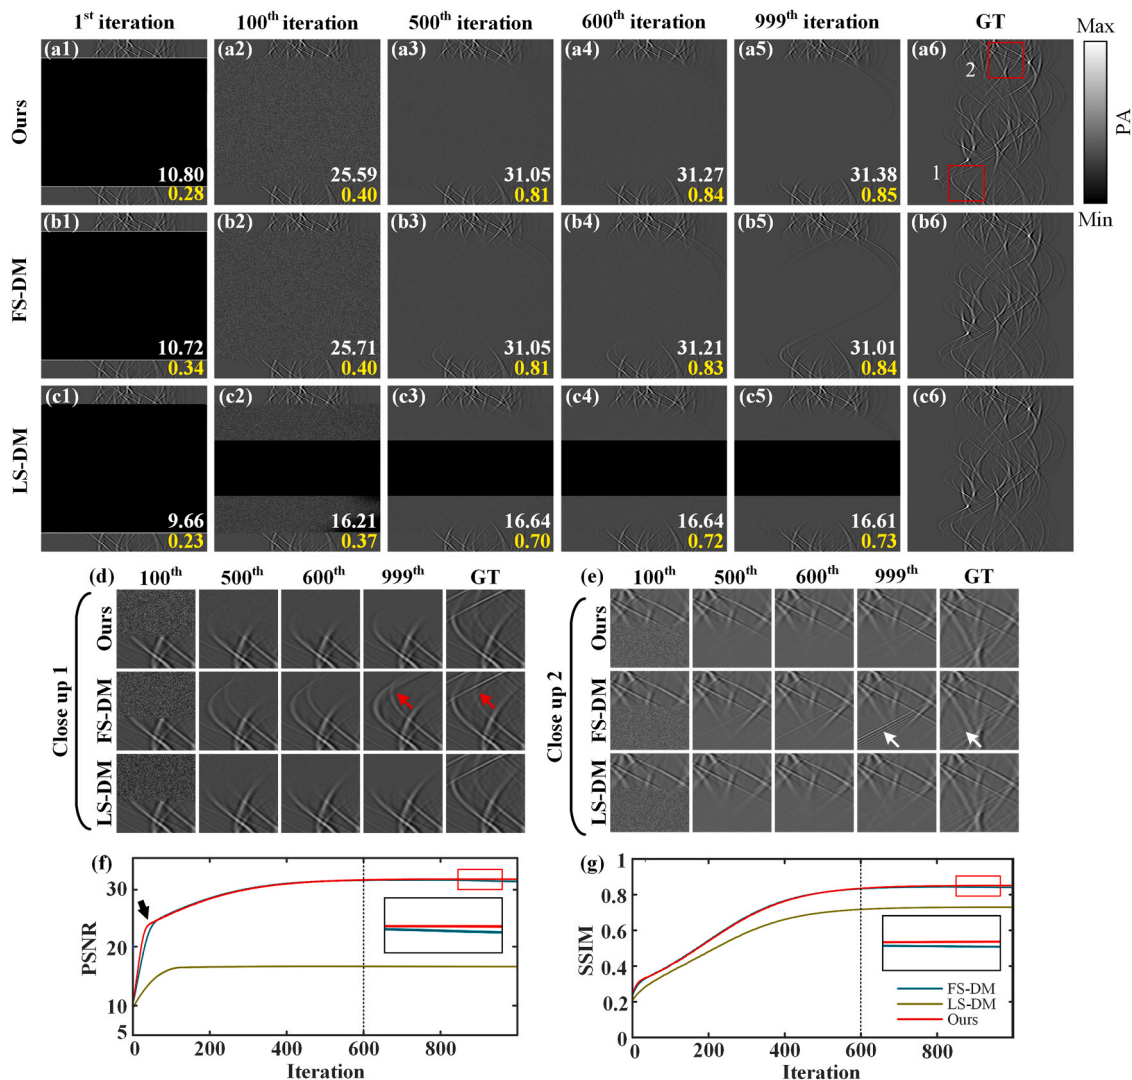 1st iteration 100th iteration 500th iteration 600th iteration 999th iteration GT
Max
(a1) (a2) (a3) (a4) (a5) (a6)
2
Ours
PA
1
10.80 25.59 31.05 31.27 31.38
0.28 0.40 0.81 0.84 0.85
Min
(b1) (b2) (b3) (b4) (b5) (b6)
FS-DM
10.72 25.71 31.05 31.21 31.01
0.34 0.40 0.81 0.83 0.84
(c1) (c2) (c3) (c4) (c5) (c6)
LS-DM
9.66 16.21 16.64 16.64 16.61
0.23 0.37 0.70 0.72 0.73
(d) 100th 500th 600th 999th GT
Close up 1
Ours
FS-DM
LS-DM
(e) 100th 500th 600th 999th GT
Close up 2
Ours
FS-DM
LS-DM
(f)
PSNR
30
20
10
5
0 200 400 600 800
Iteration
(g)
SSIM
1
0.8
0.6
0.4
0.2
0
FS-DM
LS-DM
Ours
0 200 400 600 800
Iteration